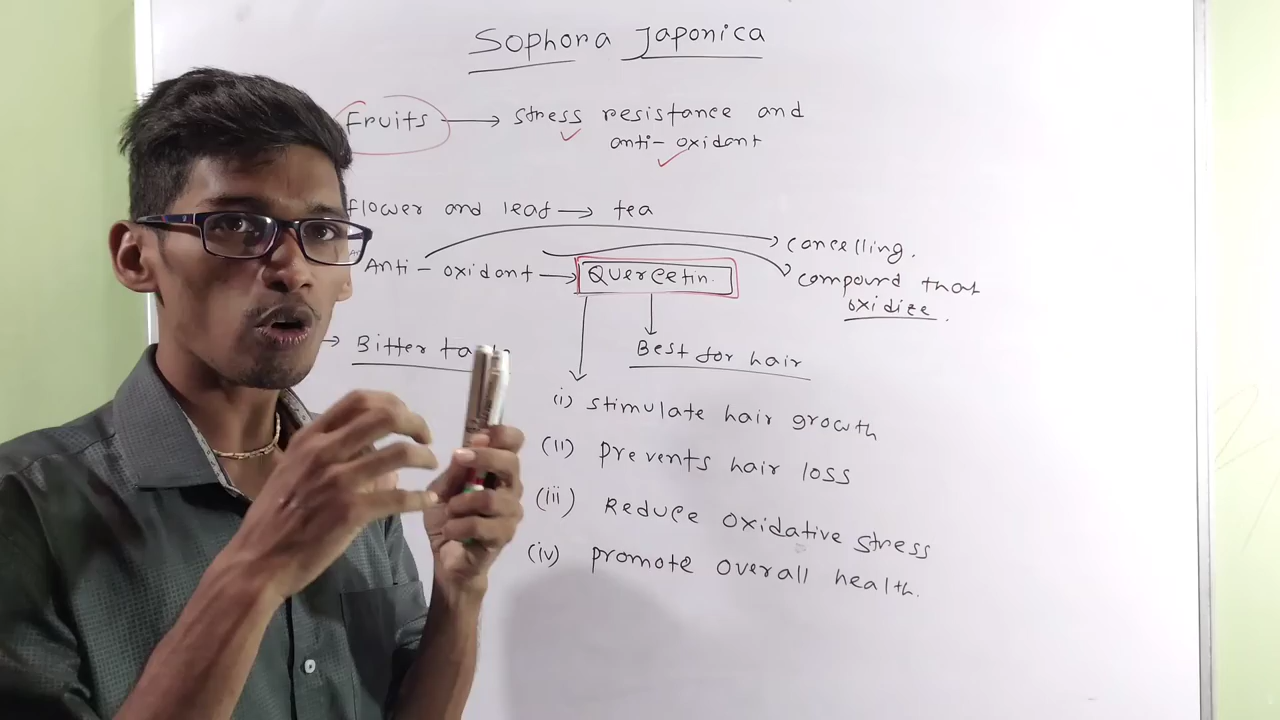 Sophora Japonica
Fruits → stress resistance and
anti-oxidant
flower and leaf → tea
cancelling.
Anti-oxidant → Quercetin.
compound that
oxidize.
→ Bitter
Best for hair
(i) stimulate hair growth
(ii) prevents hair loss
(iii) Reduce oxidative stress
(iv) promote overall health.